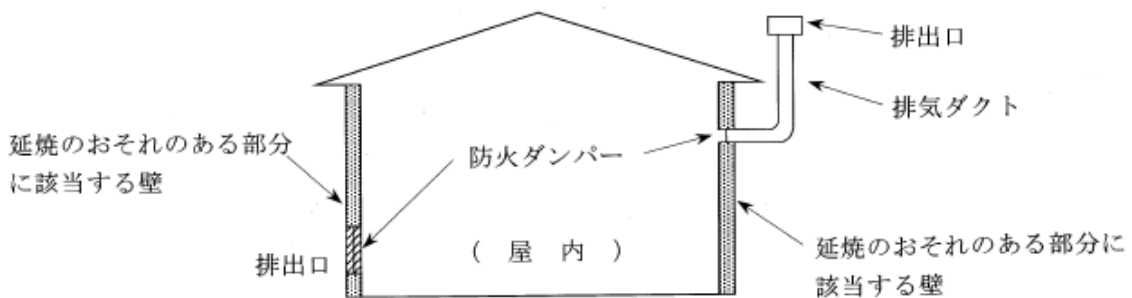 排出口
排気ダクト
延焼のおそれのある部分
に該当する壁
防火ダンパー
排出口
(屋内)
延焼のおそれのある部分に
該当する壁